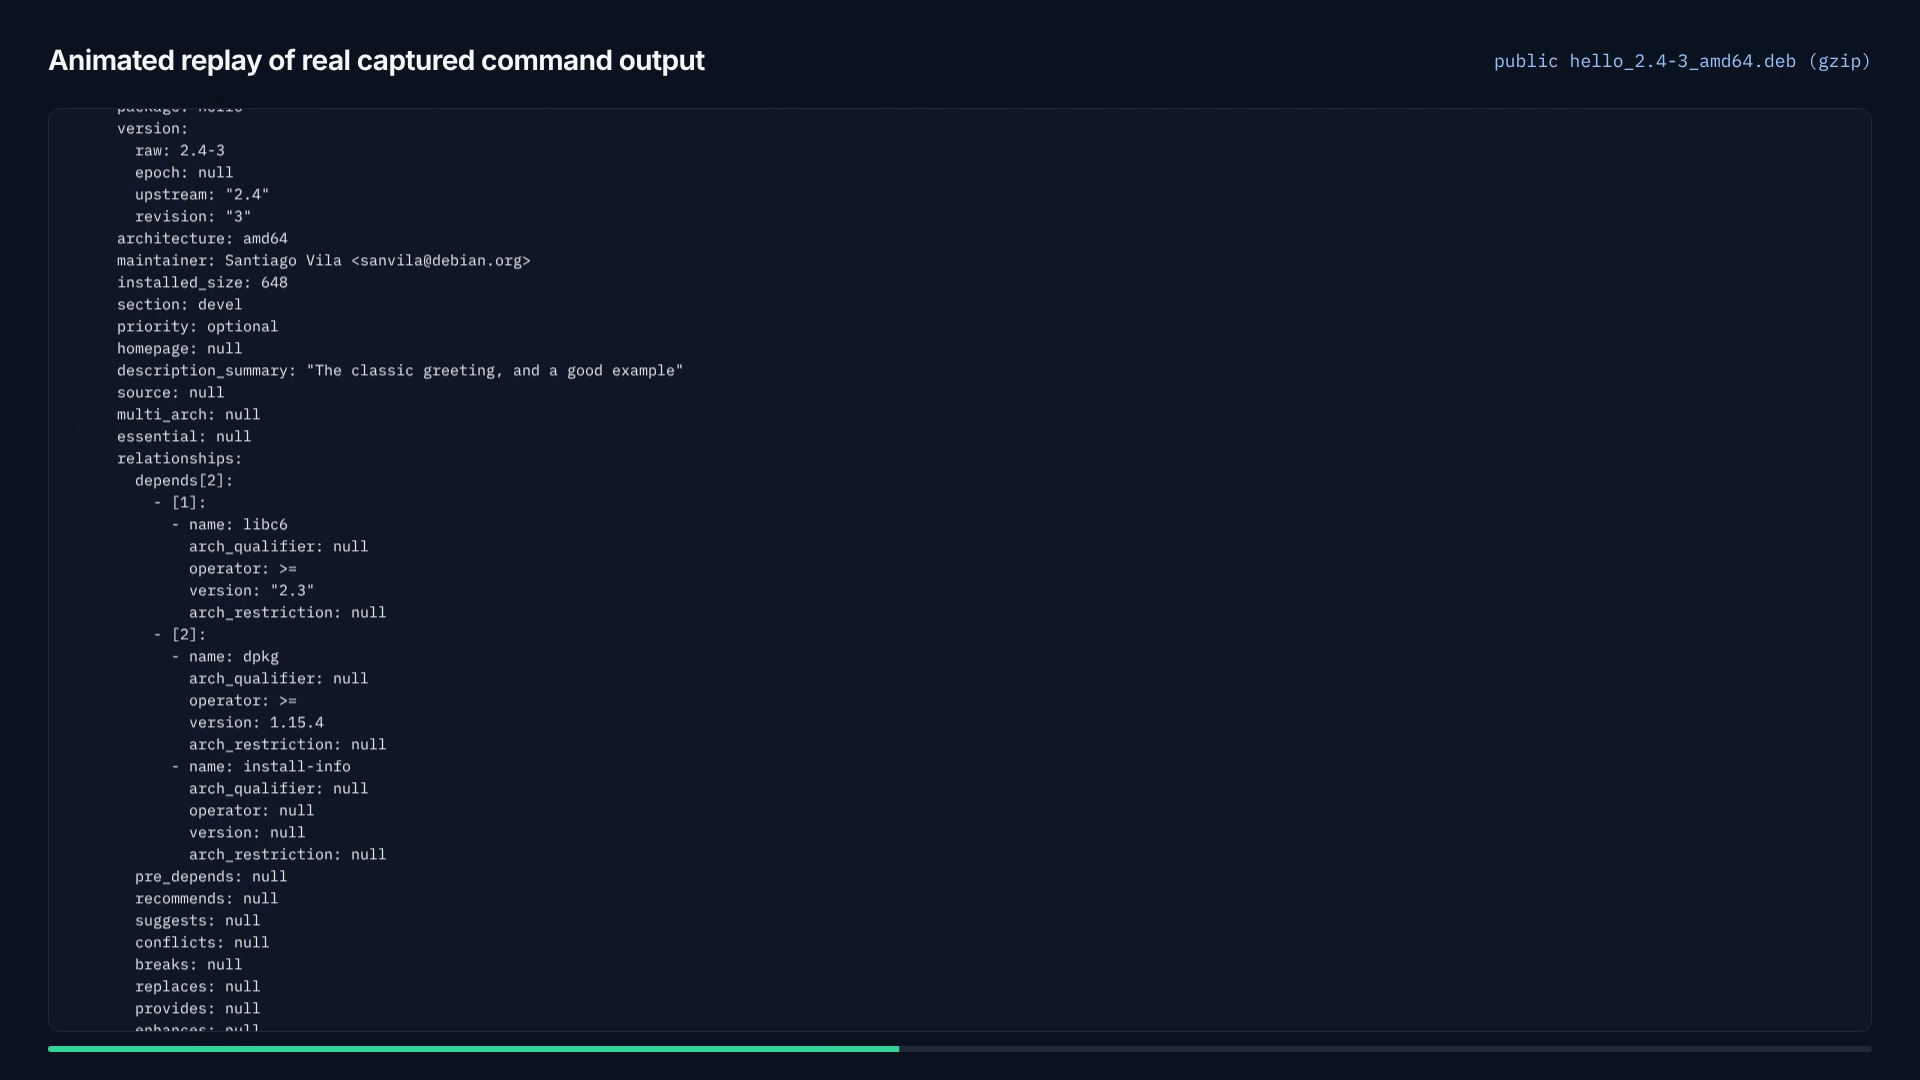 Animated replay of real captured command output
public hello_2.4-3_amd64.deb (gzip)
package: hello
version:
raw: 2.4-3
epoch: null
upstream: "2.4"
revision: "3"
architecture: amd64
maintainer: Santiago Vila <sanvila@debian.org>
installed_size: 648
section: devel
priority: optional
homepage: null
description_summary: "The classic greeting, and a good example"
source: null
multi_arch: null
essential: null
relationships:
depends[2]:
- [1]:
- name: libc6
arch_qualifier: null
operator: >=
version: "2.3"
arch_restriction: null
- [2]:
- name: dpkg
arch_qualifier: null
operator: >=
version: 1.15.4
arch_restriction: null
- name: install-info
arch_qualifier: null
operator: null
version: null
arch_restriction: null
pre_depends: null
recommends: null
suggests: null
conflicts: null
breaks: null
replaces: null
provides: null
enhances: null